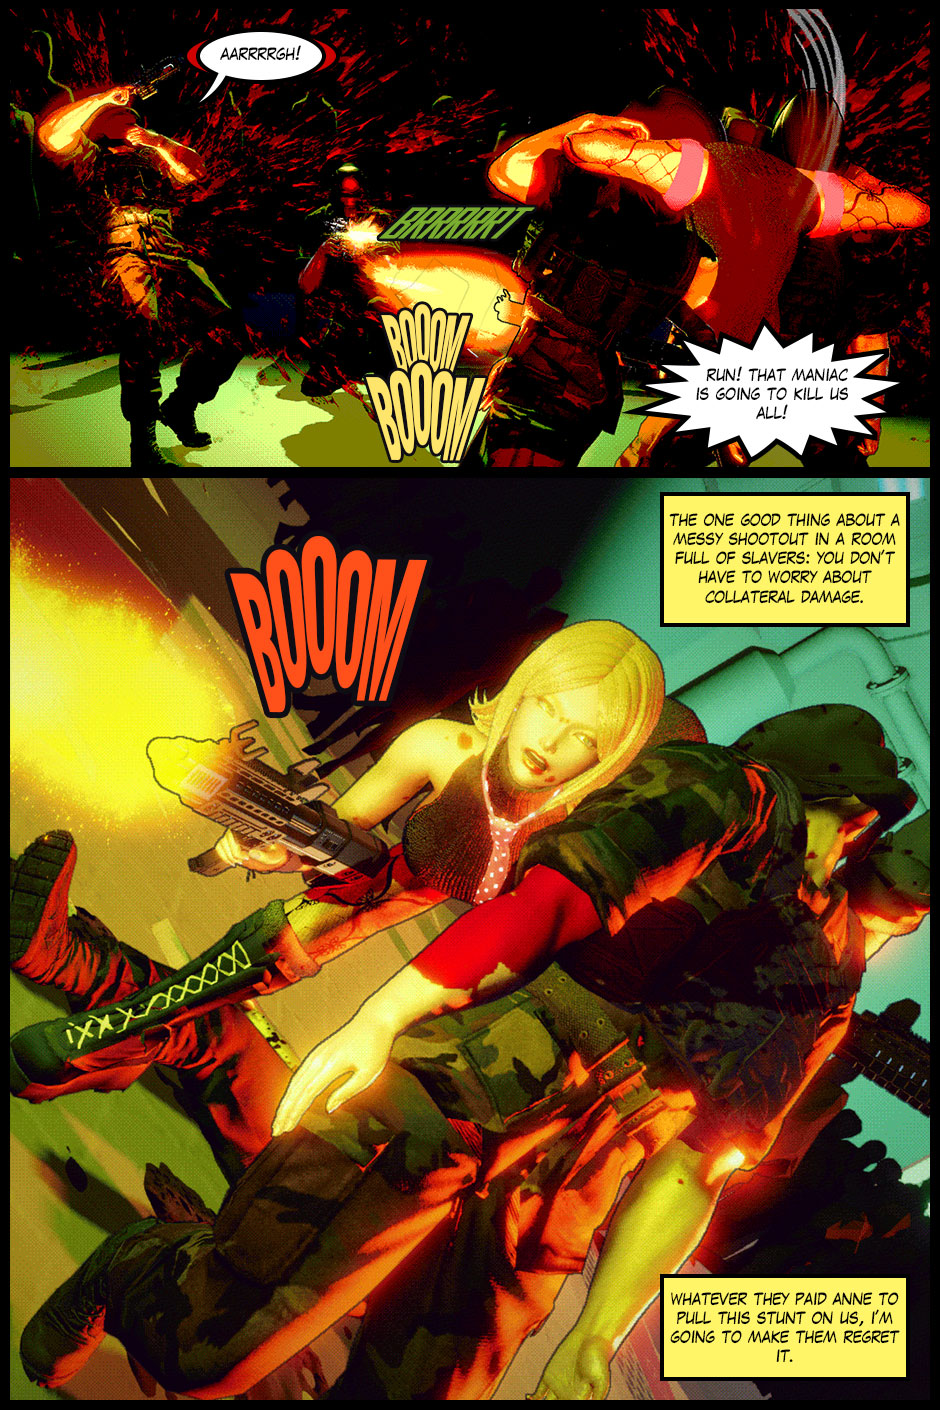 AARRRRGH!
BRRRRRT
BOOOM
BOOOM
RUN! THAT MANIAC
IS GOING TO KILL US
ALL!
THE ONE GOOD THING ABOUT A
MESSY SHOOTOUT IN A ROOM
FULL OF SLAVERS: YOU DON'T
HAVE TO WORRY ABOUT
COLLATERAL DAMAGE.
BOOOM
WHATEVER THEY PAID ANNE TO
PULL THIS STUNT ON US, I'M
GOING TO MAKE THEM REGRET
IT.